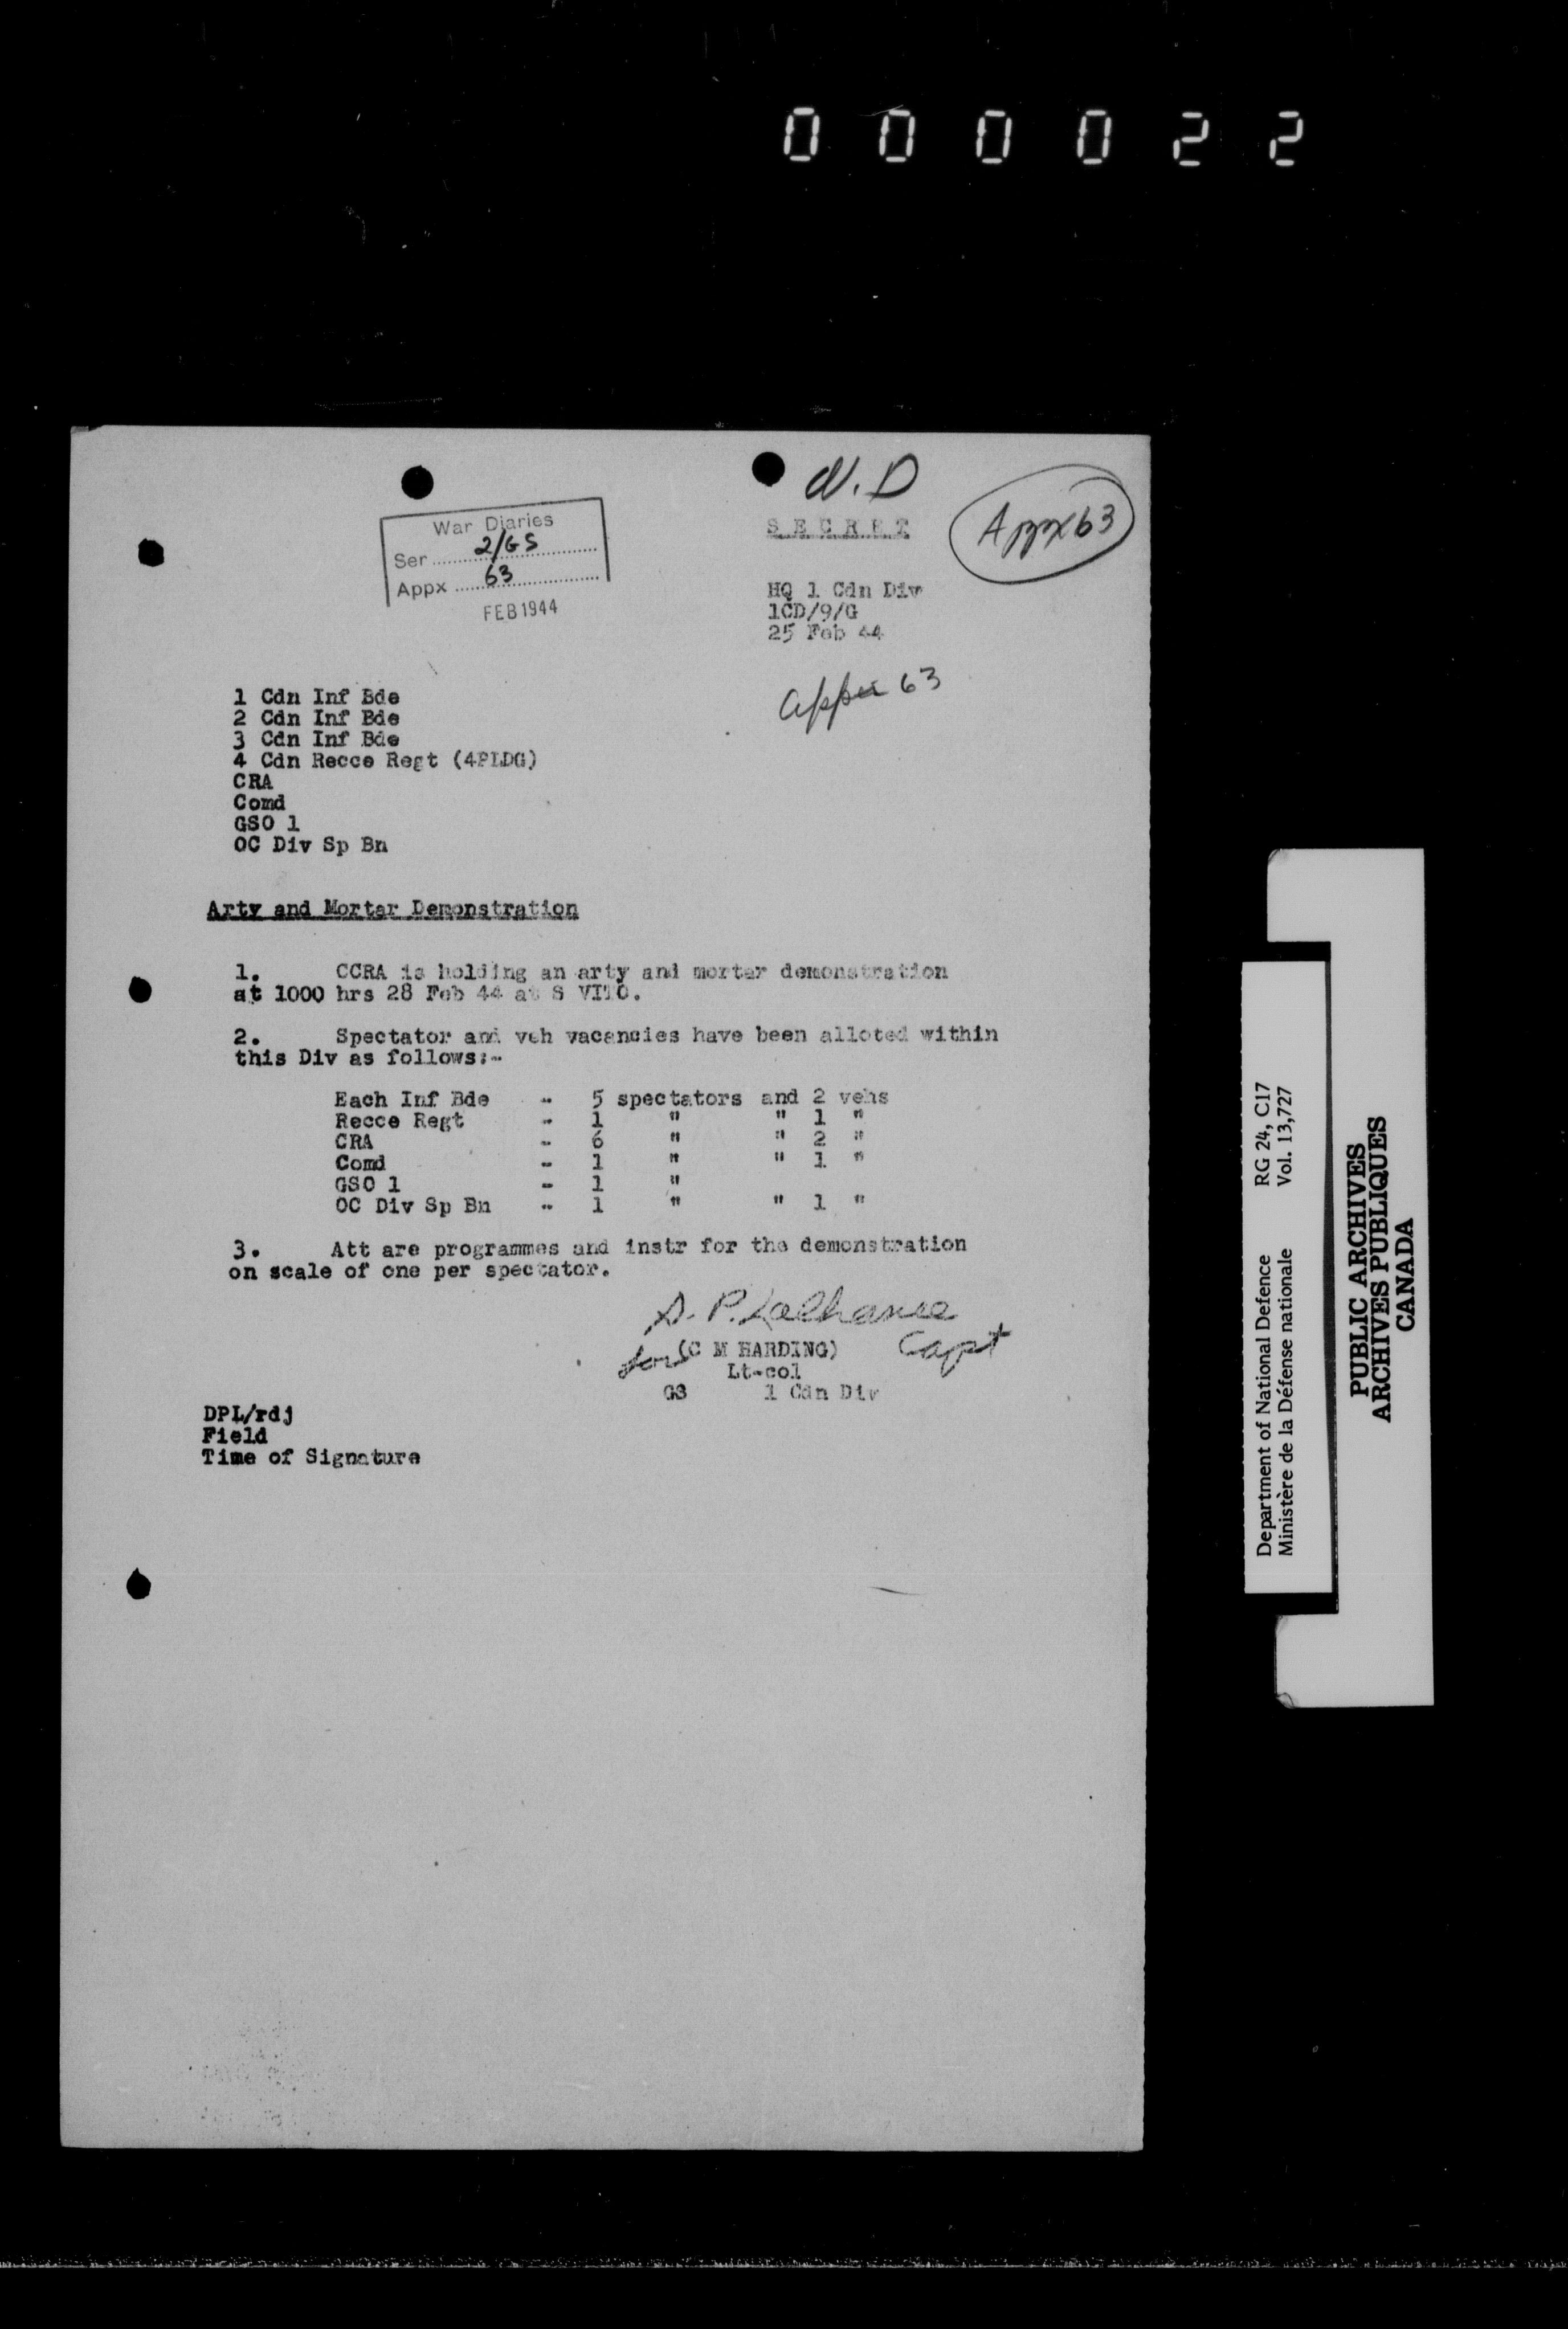 000022
W.D
SECRET
Appx 63
War Diaries
Ser 2/GS
Appx 63
FEB 1944
HQ 1 Cdn Div
1CD/9/G
25 Feb 44
Appx 63
1 Cdn Inf Bde
2 Cdn Inf Bde
3 Cdn Inf Bde
4 Cdn Recce Regt (4PLDG)
CRA
Comd
GSO 1
OC Div Sp Bn
Arty and Mortar Demonstration
1. CCRA is holding an arty and mortar demonstration
at 1000 hrs 28 Feb 44 at S VITO.
2. Spectator and veh vacancies have been alloted within
this Div as follows:-
Each Inf Bde - 5 spectators and 2 vehs
Recce Regt - 1 " " 1 "
CRA - 6 " " 2 "
Comd - 1 " " 1 "
GSO 1 - 1 "
OC Div Sp Bn - 1 " " 1 "
3. Att are programmes and instr for the demonstration
on scale of one per spectator.
Capt
for (C M HARDING)
Lt-col
GS 1 Cdn Div
DPL/rdj
Field
Time of Signature
Department of National Defence RG 24, C17
Ministère de la Défense nationale Vol. 13,727
PUBLIC ARCHIVES
ARCHIVES PUBLIQUES
CANADA